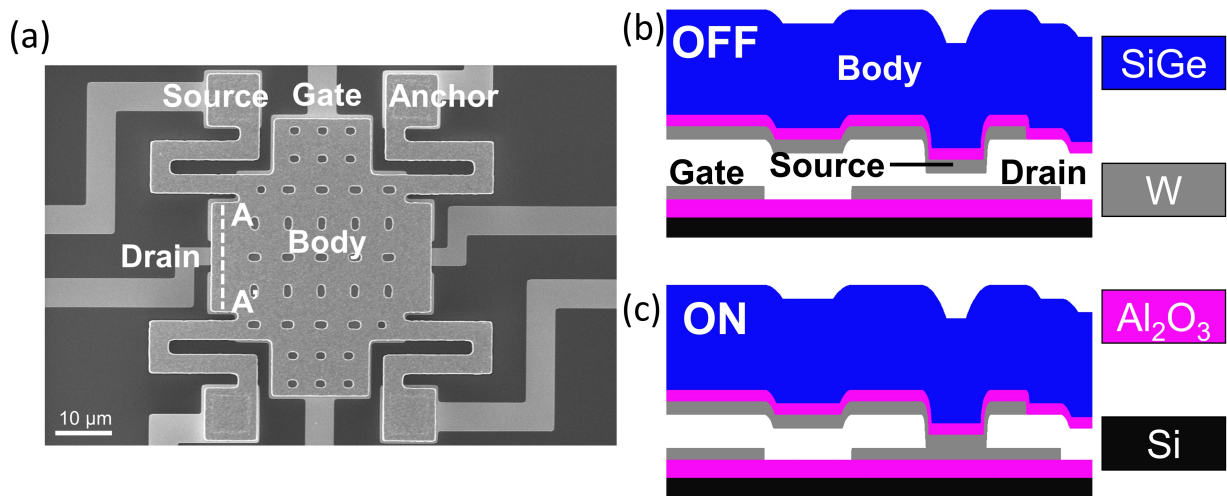 (a)
Source Gate Anchor
A
Drain Body
A'
10 µm
(b)
OFF
Body
Source
Gate Drain
(c)
ON
SiGe
W
Al₂O₃
Si